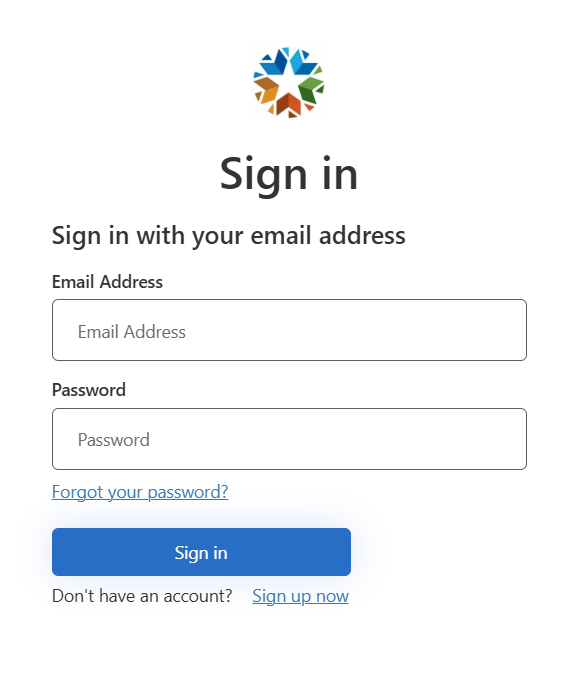 Sign in
Sign in with your email address
Email Address
Email Address
Password
Password
Forgot your password?
Sign in
Don't have an account? Sign up now